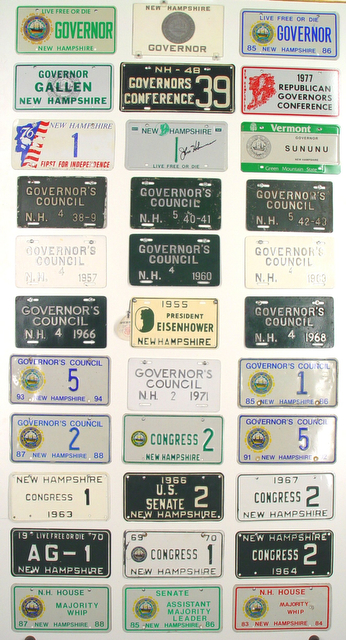 LIVE FREE OR DIE
GOVERNOR
NEW HAMPSHIRE
NEW HAMPSHIRE
GOVERNOR
LIVE FREE OR DIE
GOVERNOR
85 NEW HAMPSHIRE 86
GOVERNOR
GALLEN
NEW HAMPSHIRE
NH-48
GOVERNORS
CONFERENCE 39
1977
REPUBLICAN
GOVERNORS
CONFERENCE
76
NEW HAMPSHIRE
1
FIRST FOR INDEPENDENCE
NEW HAMPSHIRE
1
LIVE FREE OR DIE
Vermont
GOVERNOR
SUNUNU
Green Mountain State
GOVERNOR'S
COUNCIL
N.H. 4 38-9
GOVERNOR'S
COUNCIL
N.H. 5 40-41
GOVERNOR'S
COUNCIL
N.H. 5 42-43
GOVERNOR'S
COUNCIL
N.H. 4 1957
GOVERNOR'S
COUNCIL
N.H. 4 1960
GOVERNOR'S
COUNCIL
N.H. 4
GOVERNOR'S
COUNCIL
N.H. 4 1966
1955
PRESIDENT
EISENHOWER
NEW HAMPSHIRE
GOVERNOR'S
COUNCIL
N.H. 4 1968
GOVERNOR'S COUNCIL
5
93 NEW HAMPSHIRE 94
GOVERNOR'S
COUNCIL
N.H. 2 1971
GOVERNOR'S COUNCIL
1
85 NEW HAMPSHIRE 86
GOVERNOR'S COUNCIL
2
87 NEW HAMPSHIRE 88
CONGRESS 2
NEW HAMPSHIRE
GOVERNOR'S COUNCIL
5
91 NEW HAMPSHIRE
NEW HAMPSHIRE
CONGRESS 1
1963
1966
U.S.
SENATE 2
NEW HAMPSHIRE
1967
CONGRESS 2
NEW HAMPSHIRE
19 LIVE FREE OR DIE 70
AG-1
NEW HAMPSHIRE
69 70
CONGRESS 1
NEW HAMPSHIRE
NEW HAMPSHIRE
CONGRESS 2
1964
N.H. HOUSE
MAJORITY
WHIP
87 NEW HAMPSHIRE 88
SENATE
ASSISTANT
MAJORITY
LEADER
85 NEW HAMPSHIRE 86
N.H. HOUSE
MAJORITY
WHIP
83 NEW HAMPSHIRE 84